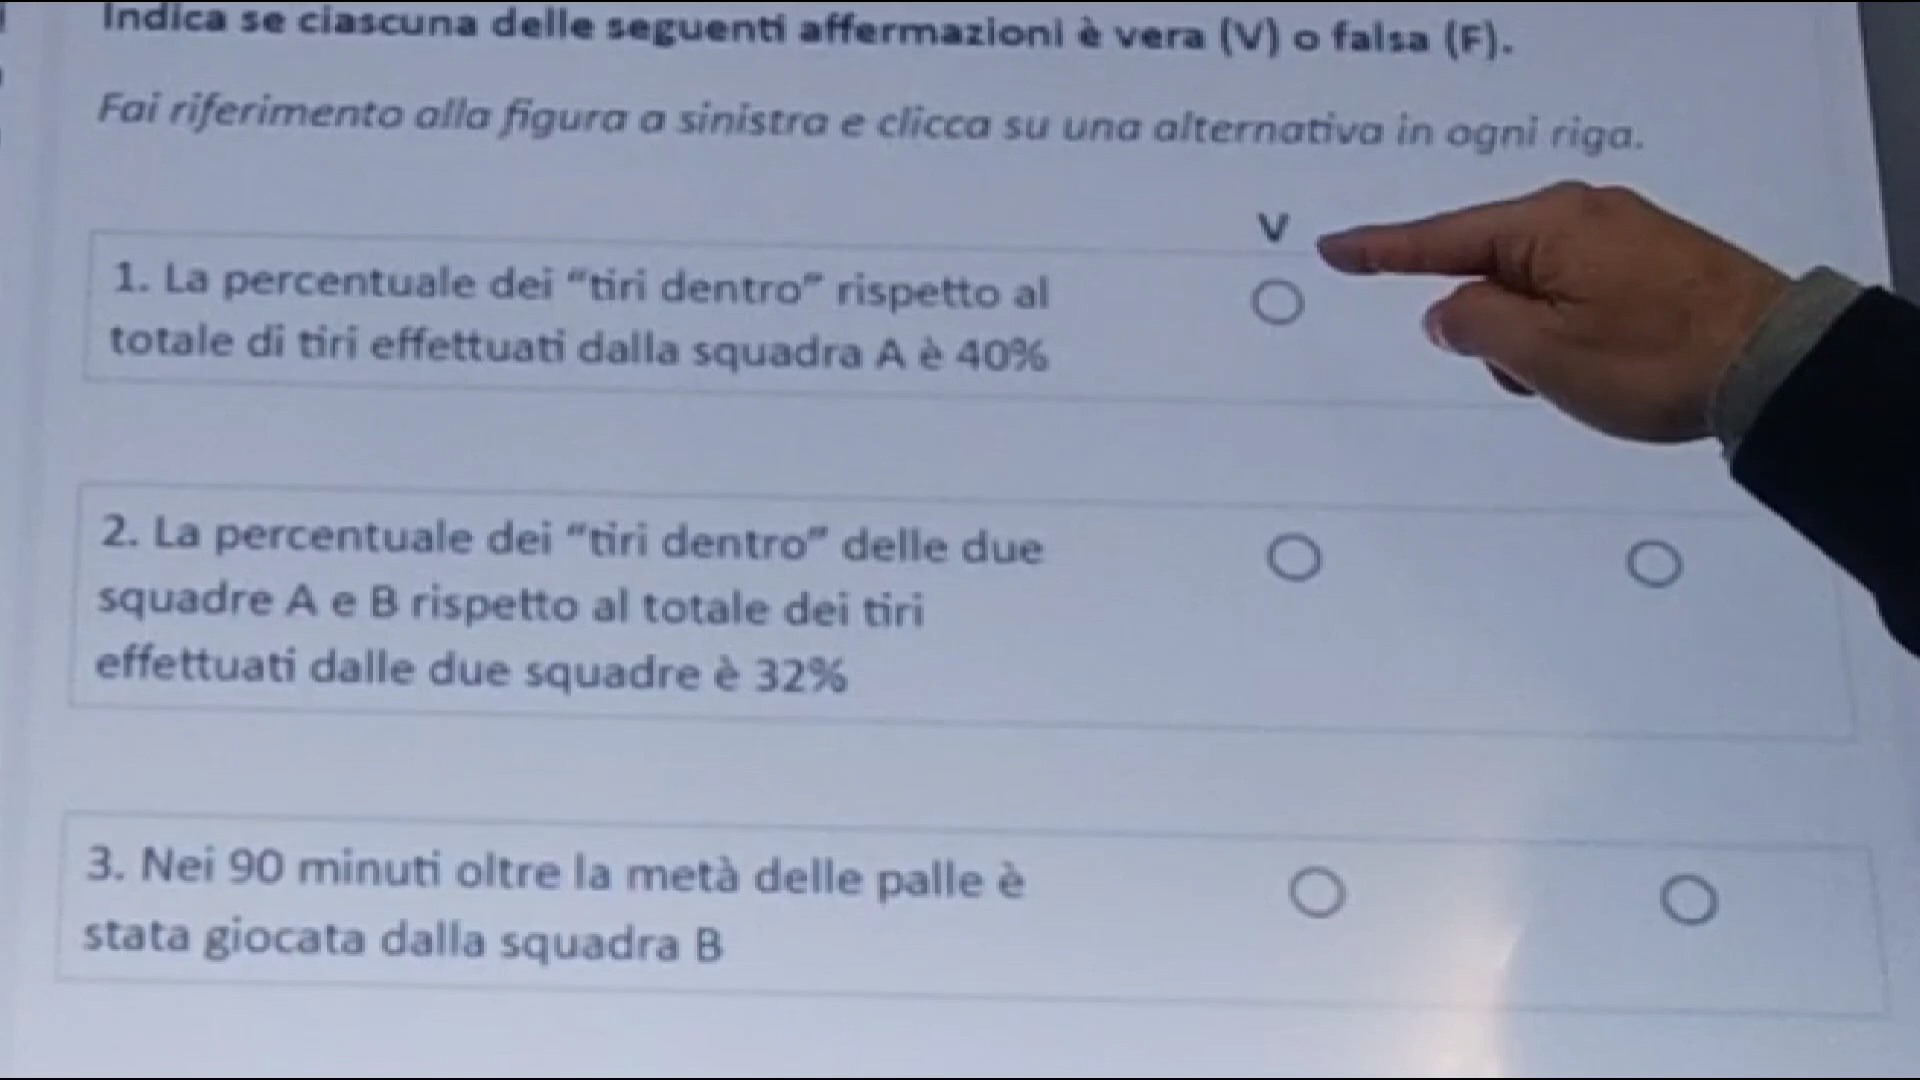 Indica se ciascuna delle seguenti affermazioni è vera (V) o falsa (F).
Fai riferimento alla figura a sinistra e clicca su una alternativa in ogni riga.
V
1. La percentuale dei “tiri dentro” rispetto al
totale di tiri effettuati dalla squadra A è 40%
2. La percentuale dei “tiri dentro” delle due
squadre A e B rispetto al totale dei tiri
effettuati dalle due squadre è 32%
3. Nei 90 minuti oltre la metà delle palle è
stata giocata dalla squadra B